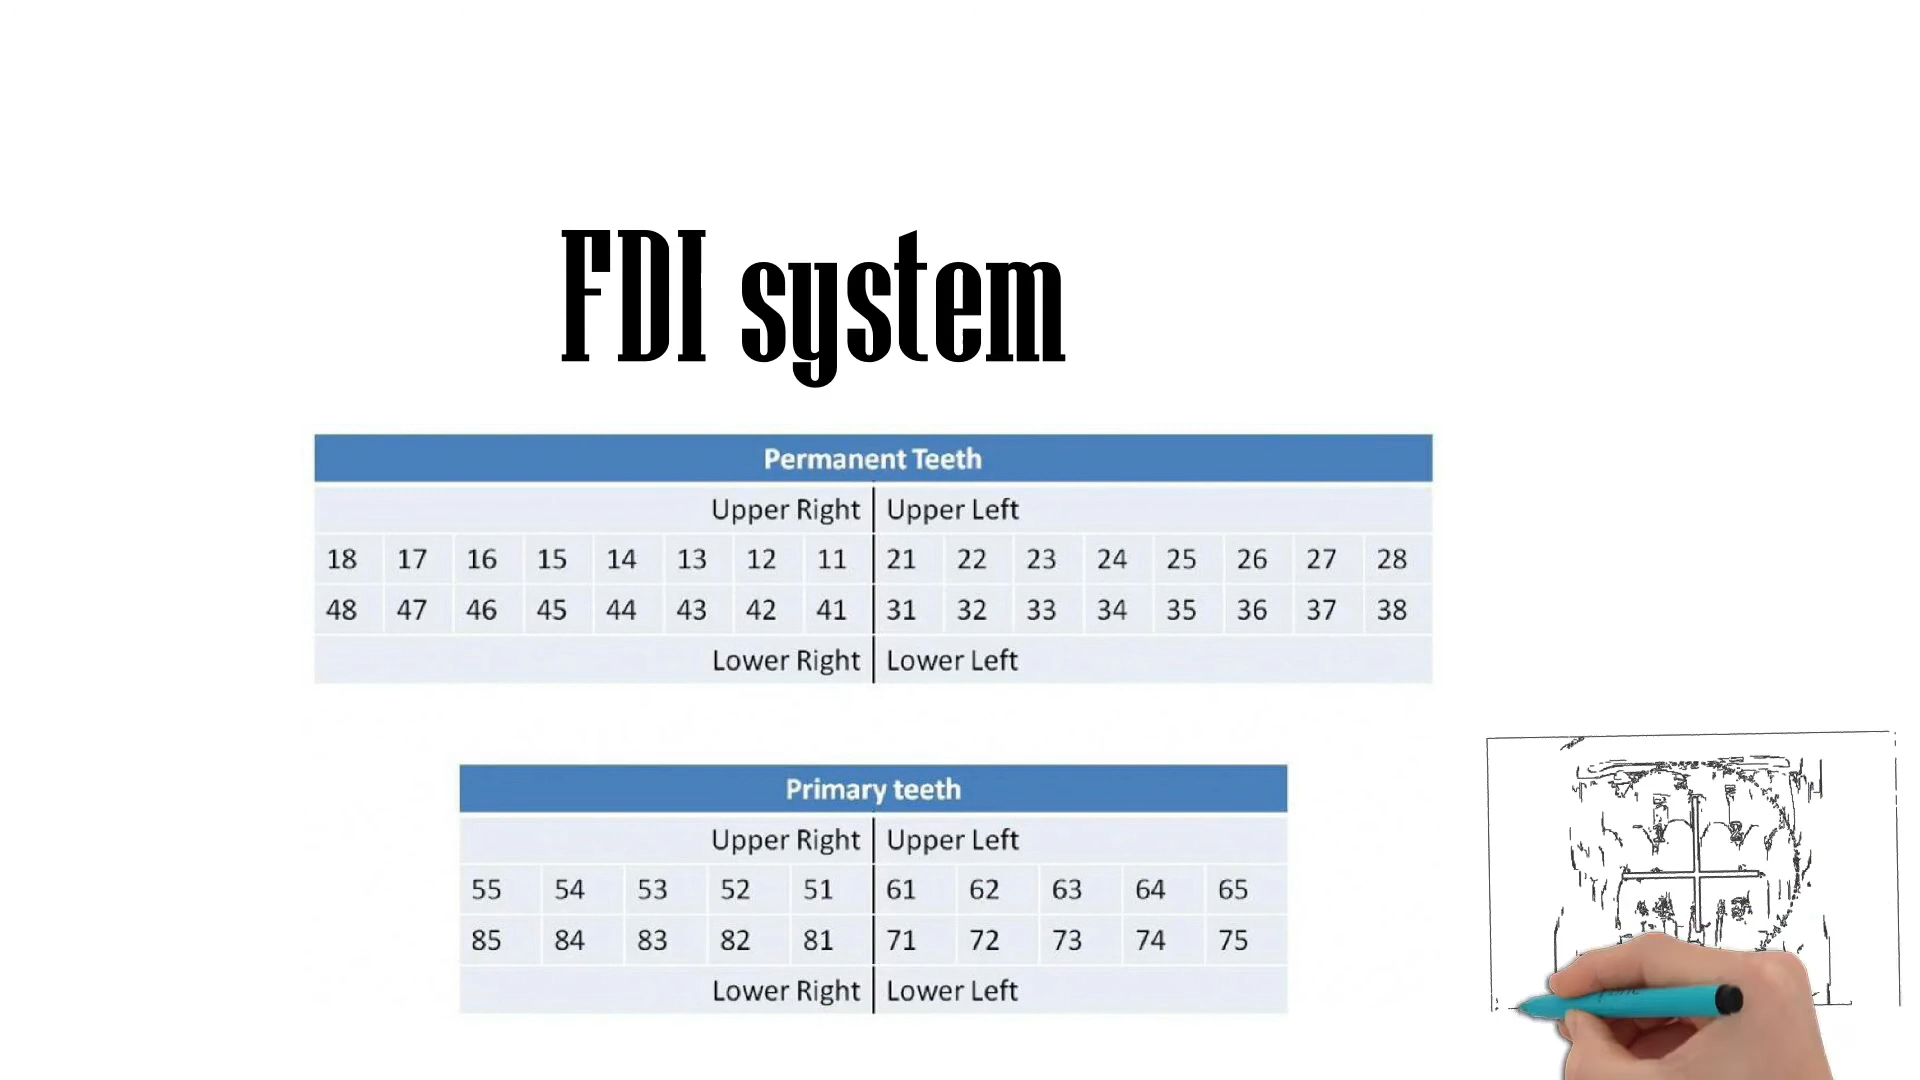 FDI system
Permanent Teeth
Upper Right Upper Left
18 17 16 15 14 13 12 11 21 22 23 24 25 26 27 28
48 47 46 45 44 43 42 41 31 32 33 34 35 36 37 38
Lower Right Lower Left
Primary teeth
Upper Right Upper Left
55 54 53 52 51 61 62 63 64 65
85 84 83 82 81 71 72 73 74 75
Lower Right Lower Left